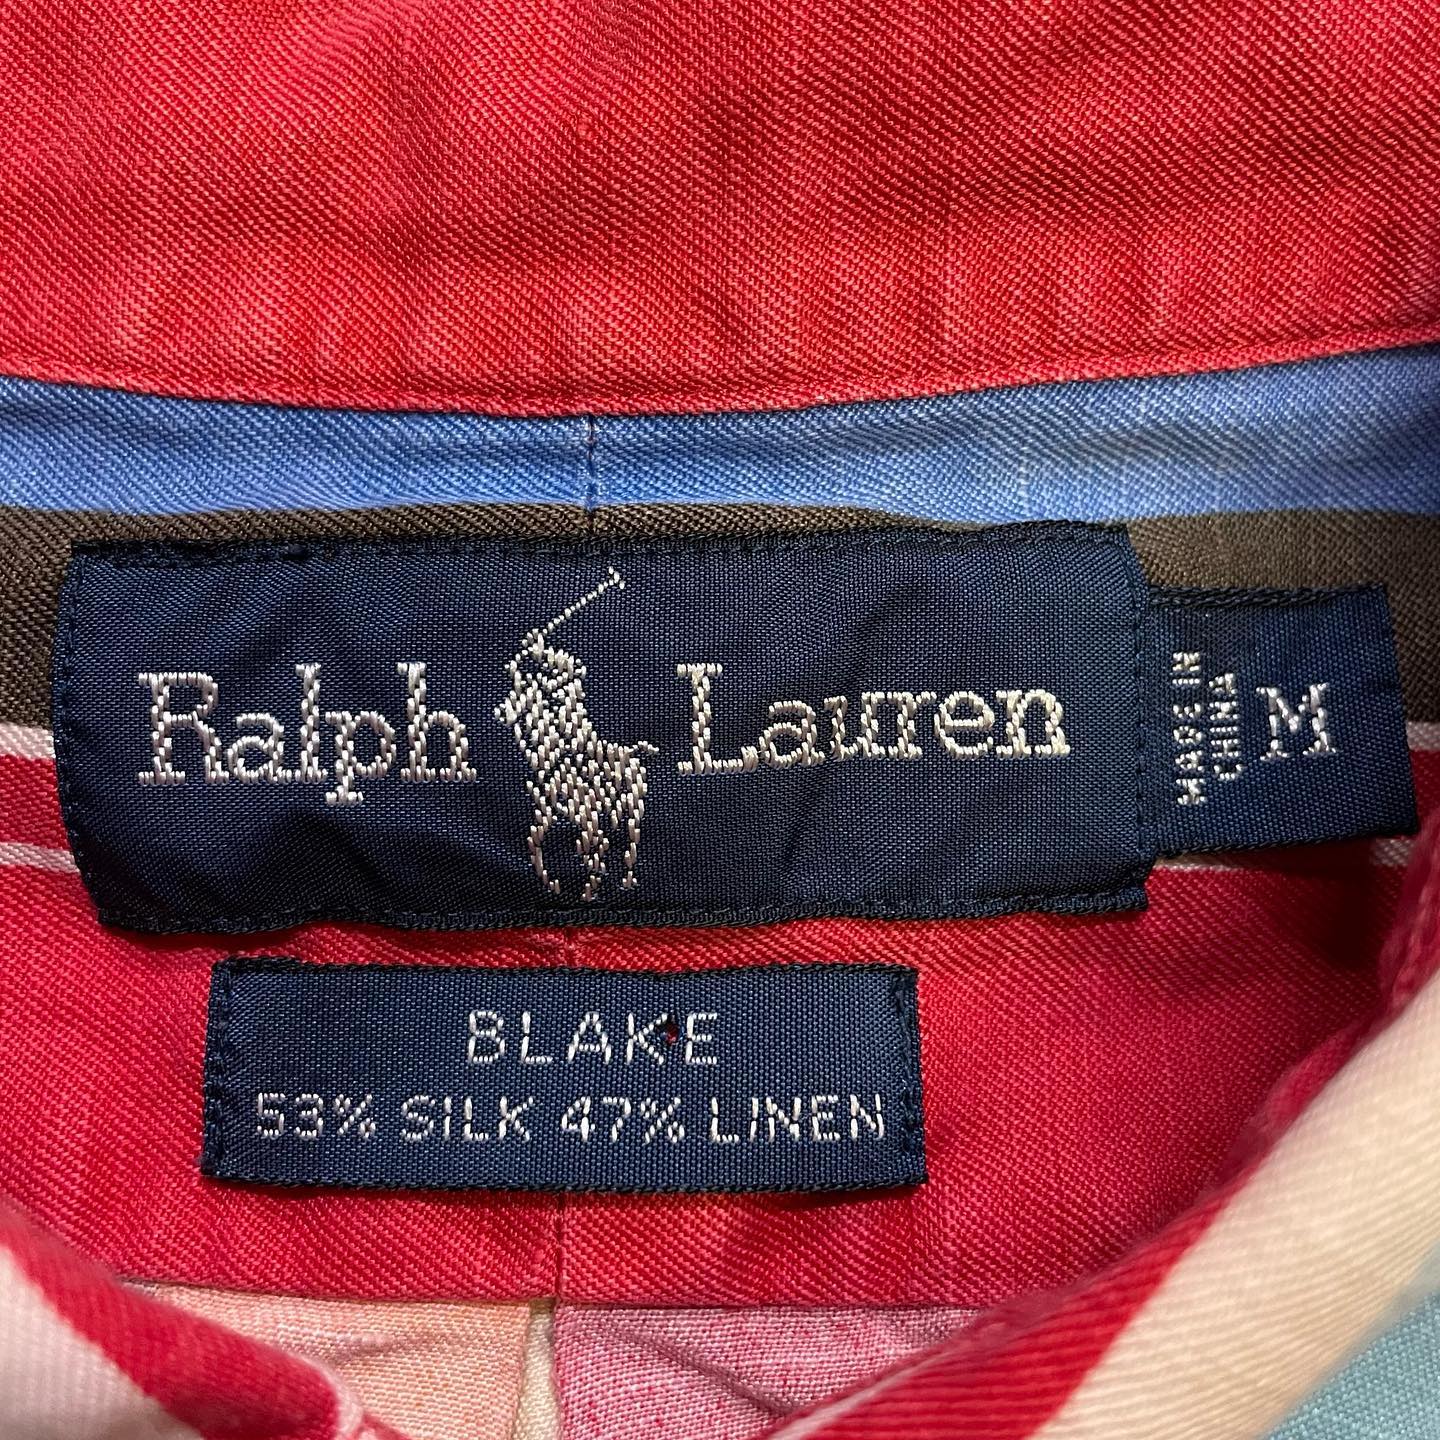 Ralph Lauren
MADE IN
CHINA
M
BLAKE
53% SILK 47% LINEN